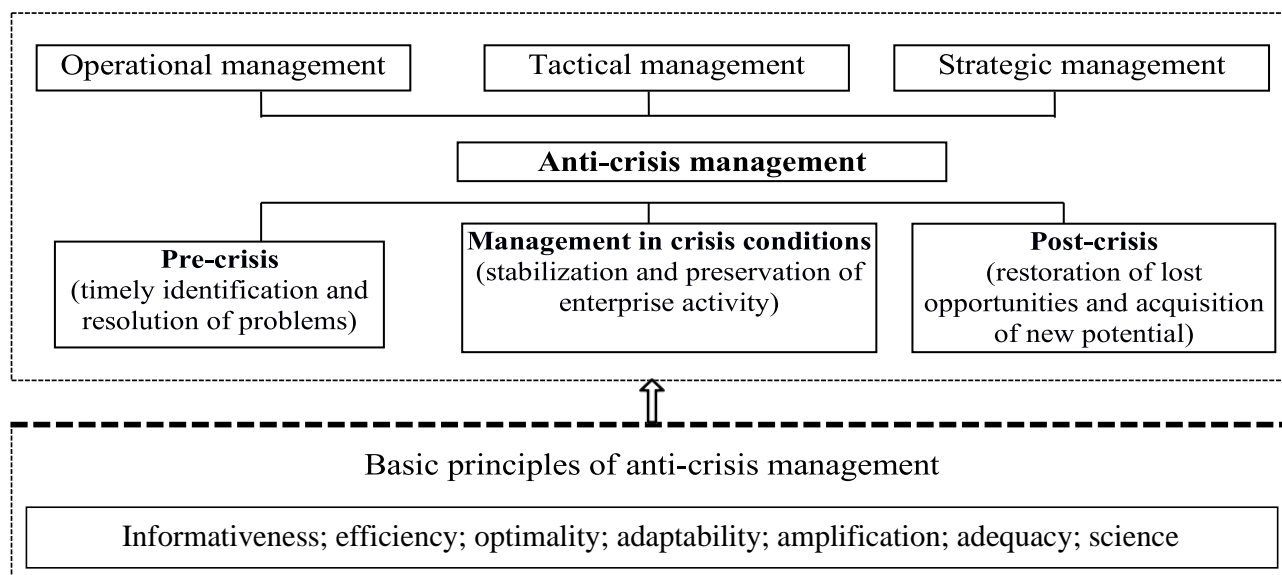 Operational management
Tactical management
Strategic management
Anti-crisis management
Pre-crisis
(timely identification and
resolution of problems)
Management in crisis conditions
(stabilization and preservation of
enterprise activity)
Post-crisis
(restoration of lost
opportunities and acquisition
of new potential)
Basic principles of anti-crisis management
Informativeness; efficiency; optimality; adaptability; amplification; adequacy; science